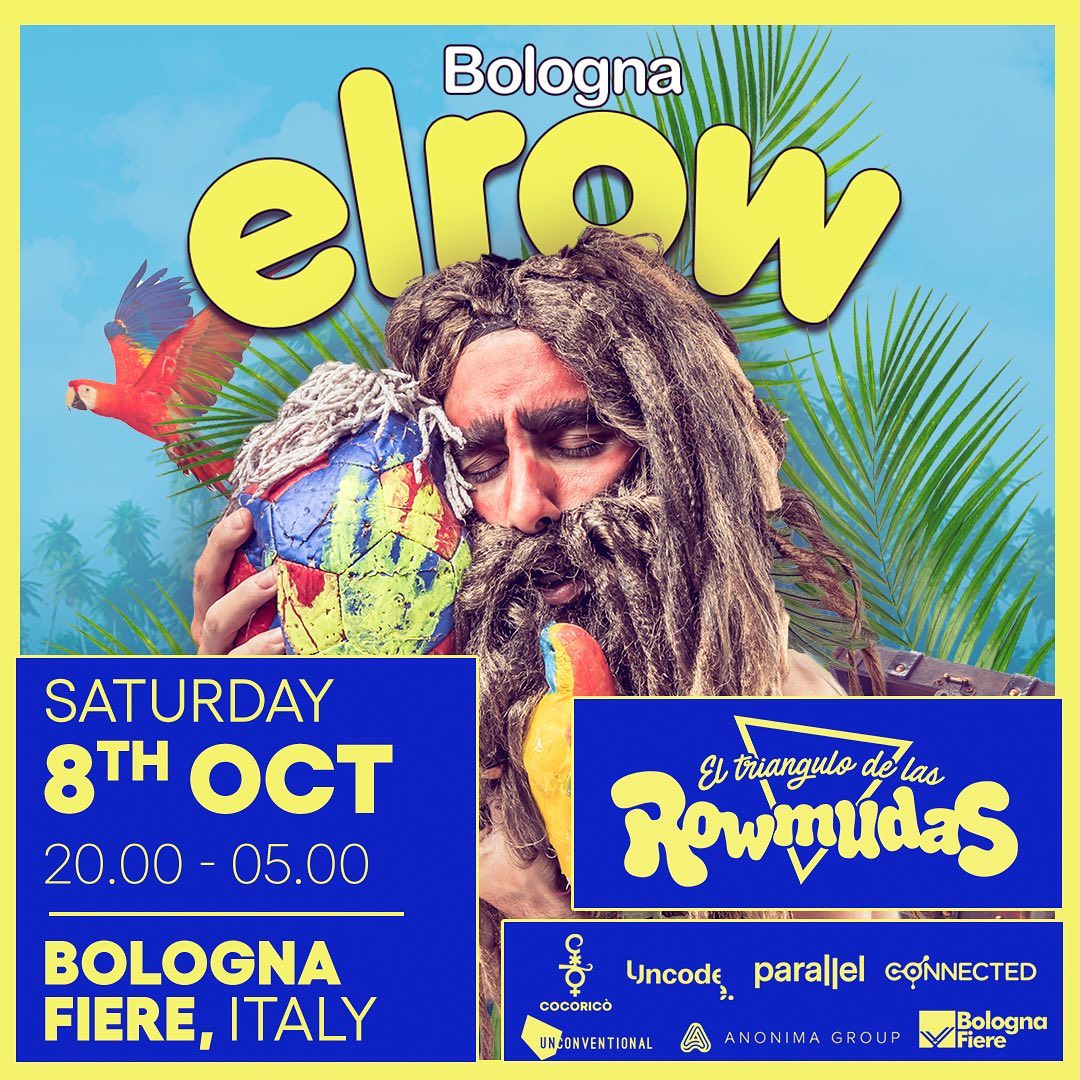 Bologna
elrow
SATURDAY
8TH OCT
20.00 - 05.00
BOLOGNA
FIERE, ITALY
El triangulo de las
Rowmúdas
COCORICÒ
Uncode
parallel
CONNECTED
UNCONVENTIONAL
ANONIMA GROUP
Bologna
Fiere